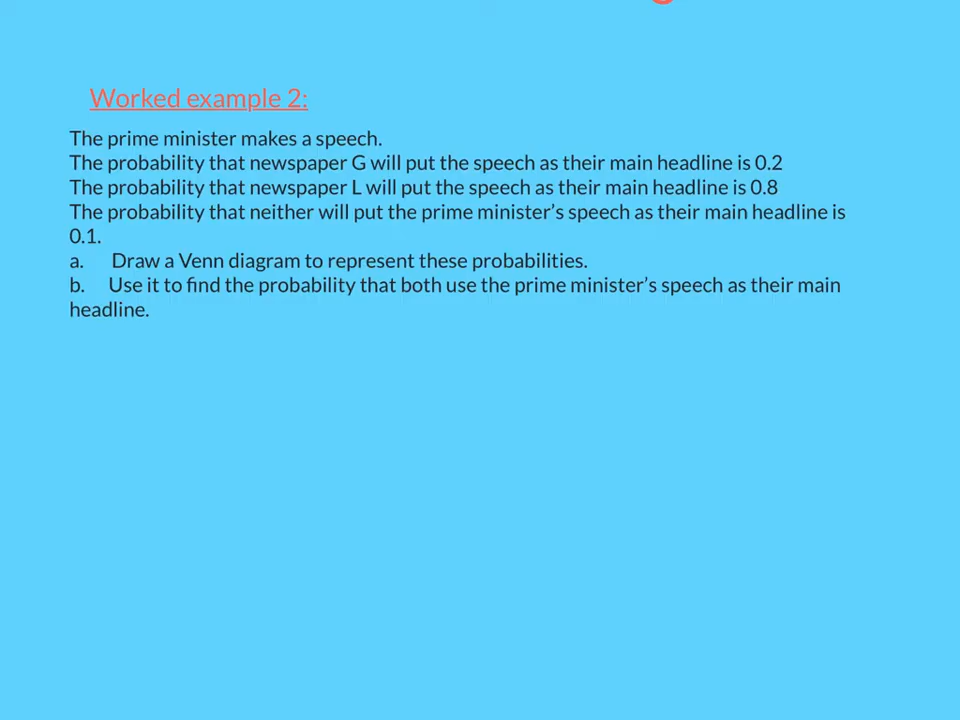 Worked example 2:
The prime minister makes a speech.
The probability that newspaper G will put the speech as their main headline is 0.2
The probability that newspaper L will put the speech as their main headline is 0.8
The probability that neither will put the prime minister’s speech as their main headline is
0.1.
a. Draw a Venn diagram to represent these probabilities.
b. Use it to find the probability that both use the prime minister’s speech as their main
headline.